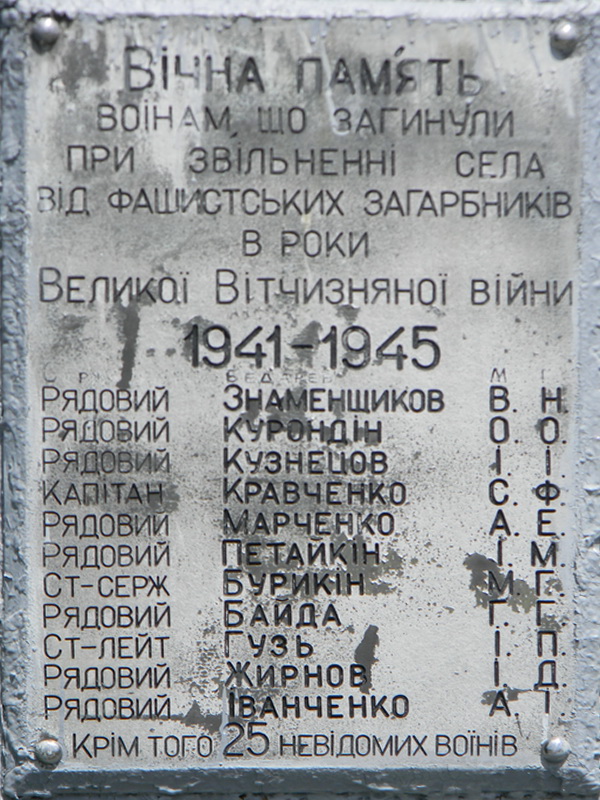 Вічна пам'ять
воїнам, що загинули
при звільненні села
від фашистських загарбників
в роки
Великої Вітчизняної війни
1941-1945
Рядовий Знаменщиков В. Н.
Рядовий Курондін О. О.
Рядовий Кузнецов І. І.
Капітан Кравченко С. Ф.
Рядовий Марченко А. Е.
Рядовий Петайкін І. М.
Ст-серж Бурикін М. Г.
Рядовий Байда Г. Г.
Ст-лейт Гузь І. П.
Рядовий Жирнов І. Д.
Рядовий Іванченко А. І.
Крім того 25 невідомих воїнів